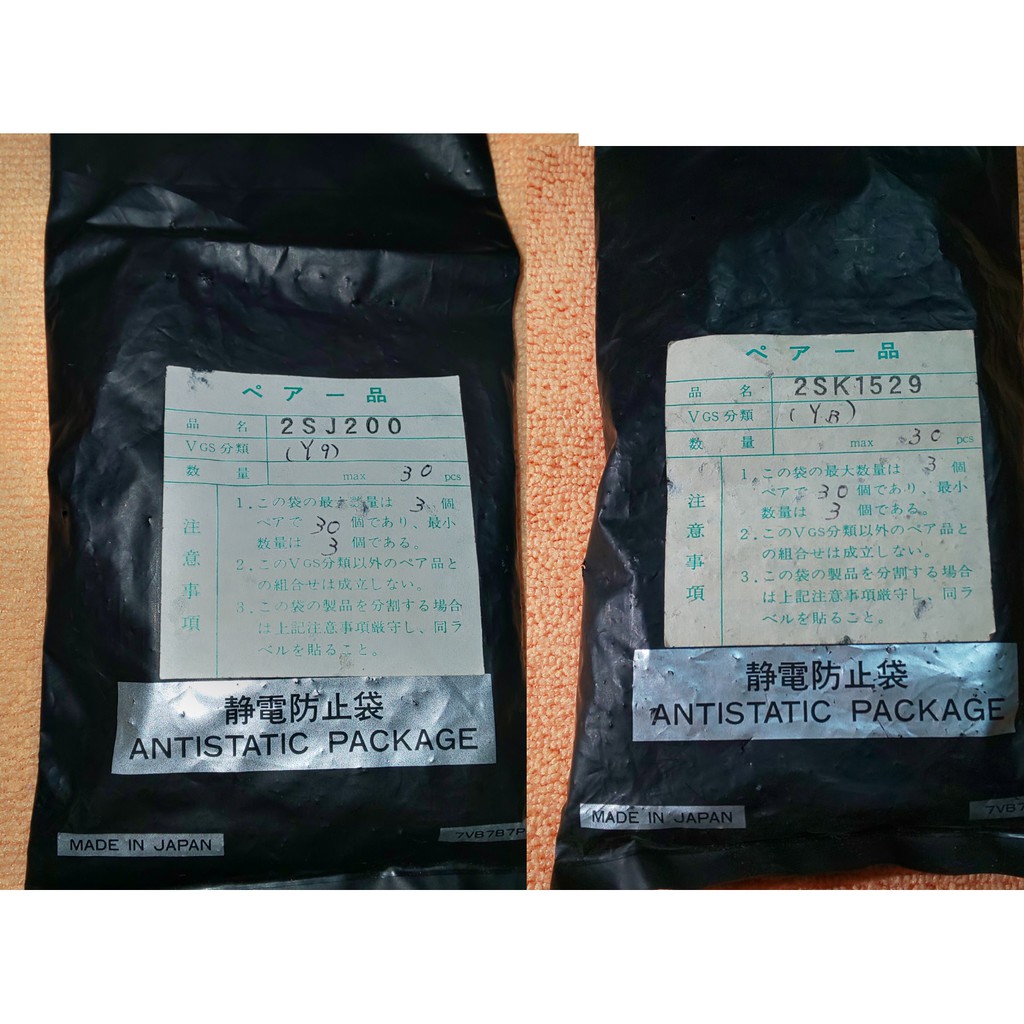 ペアー品
品 名 2SJ200
VGS分類 (Y9)
数 量 max 30 pcs
注意事項
1.この袋の最大数量は 3 個
ペアで 30 個であり、最小
数量は 3 個である。
2.このVGS分類以外のペア品と
の組合せは成立しない。
3.この袋の製品を分割する場合
は上記注意事項厳守し、同ラ
ベルを貼ること。
静電防止袋
ANTISTATIC PACKAGE
MADE IN JAPAN
7VB7B7P
ペアー品
品 名 2SK1529
VGS分類
数 量 max 30 pcs
注意事項
1.この袋の最大数量は 3 個
ペアで 30 個であり、最小
数量は 3 個である。
2.このVGS分類以外のペア品と
の組合せは成立しない。
3.この袋の製品を分割する場合
は上記注意事項厳守し、同ラ
ベルを貼ること。
静電防止袋
ANTISTATIC PACKAGE
MADE IN JAPAN
7VB7